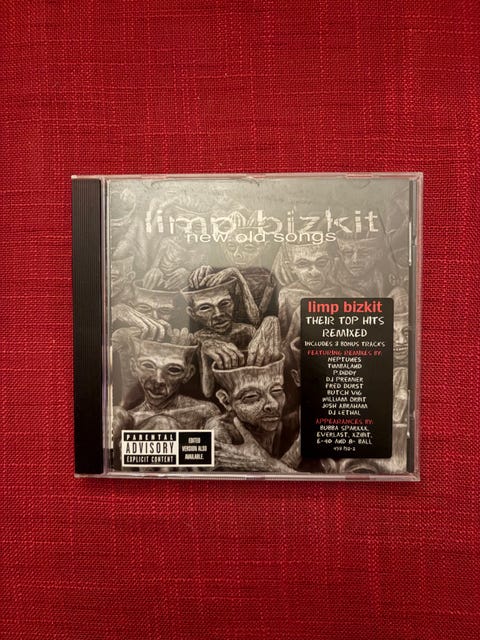 limp bizkit
new old songs
limp bizkit
THEIR TOP HITS
REMIXED
INCLUDES 3 BONUS TRACKS
FEATURING REMIXES BY:
NEPTUNES
TIMBALAND
P.DIDDY
DJ PREMIER
FRED DURST
BUTCH VIG
WILLIAM ORBIT
JOSH ABRAHAM
DJ LETHAL
APPEARANCES BY:
BUBBA SPARXXX,
EVERLAST, XZIBIT,
E-40 AND 8- BALL
PARENTAL
ADVISORY
EXPLICIT CONTENT
EDITED
VERSION ALSO
AVAILABLE.